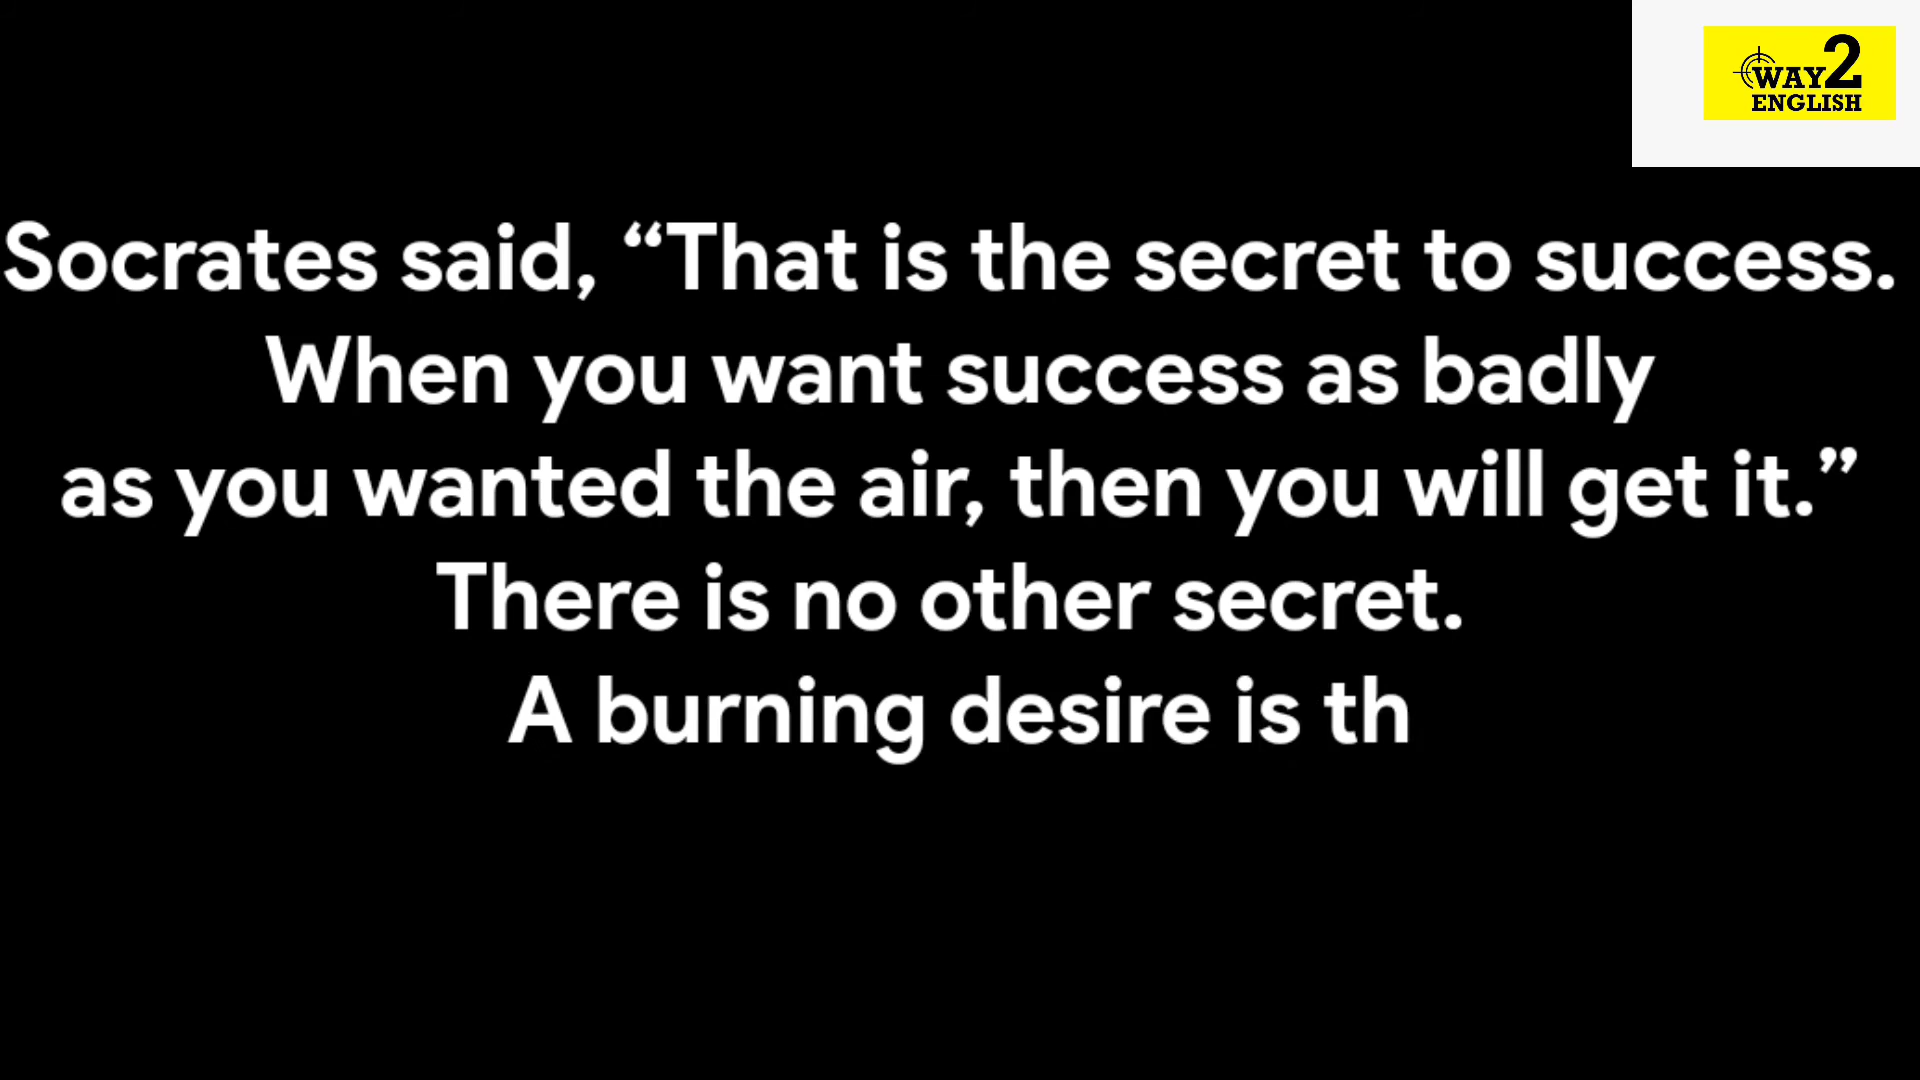 WAY2
ENGLISH
Socrates said, “That is the secret to success.
When you want success as badly
as you wanted the air, then you will get it.”
There is no other secret.
A burning desire is th